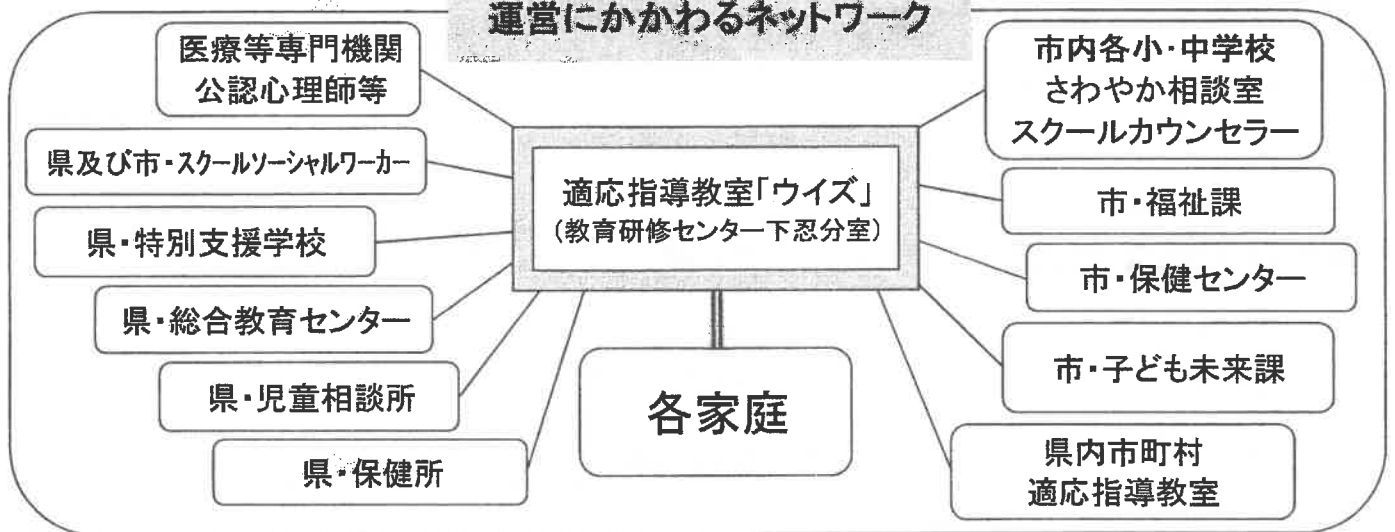 運営にかかわるネットワーク
医療等専門機関
公認心理師等
県及び市・スクールソーシャルワーカー
県・特別支援学校
県・総合教育センター
県・児童相談所
県・保健所
適応指導教室「ウイズ」
(教育研修センター下忍分室)
各家庭
市内各小・中学校
さわやか相談室
スクールカウンセラー
市・福祉課
市・保健センター
市・子ども未来課
県内市町村
適応指導教室